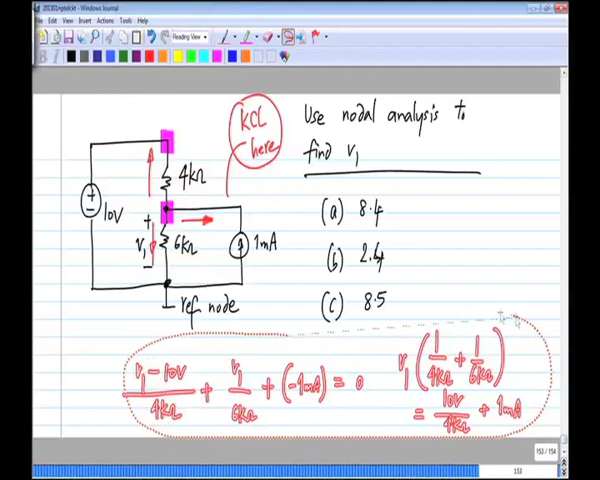 201301nptelckt - Windows Journal
File Edit View Insert Actions Tools Help
Reading View
B I
Use nodal analysis to
find v1
KCL
here
4kΩ
10V
+
v1
6kΩ
1mA
-
ref node
(a) 8.4
(b) 2.4
(c) 8.5
v1 - 10V / 4kΩ + v1 / 6kΩ + (-1mA) = 0
v1 ( 1/4kΩ + 1/6kΩ )
= 10V / 4kΩ + 1mA
153 / 154
153